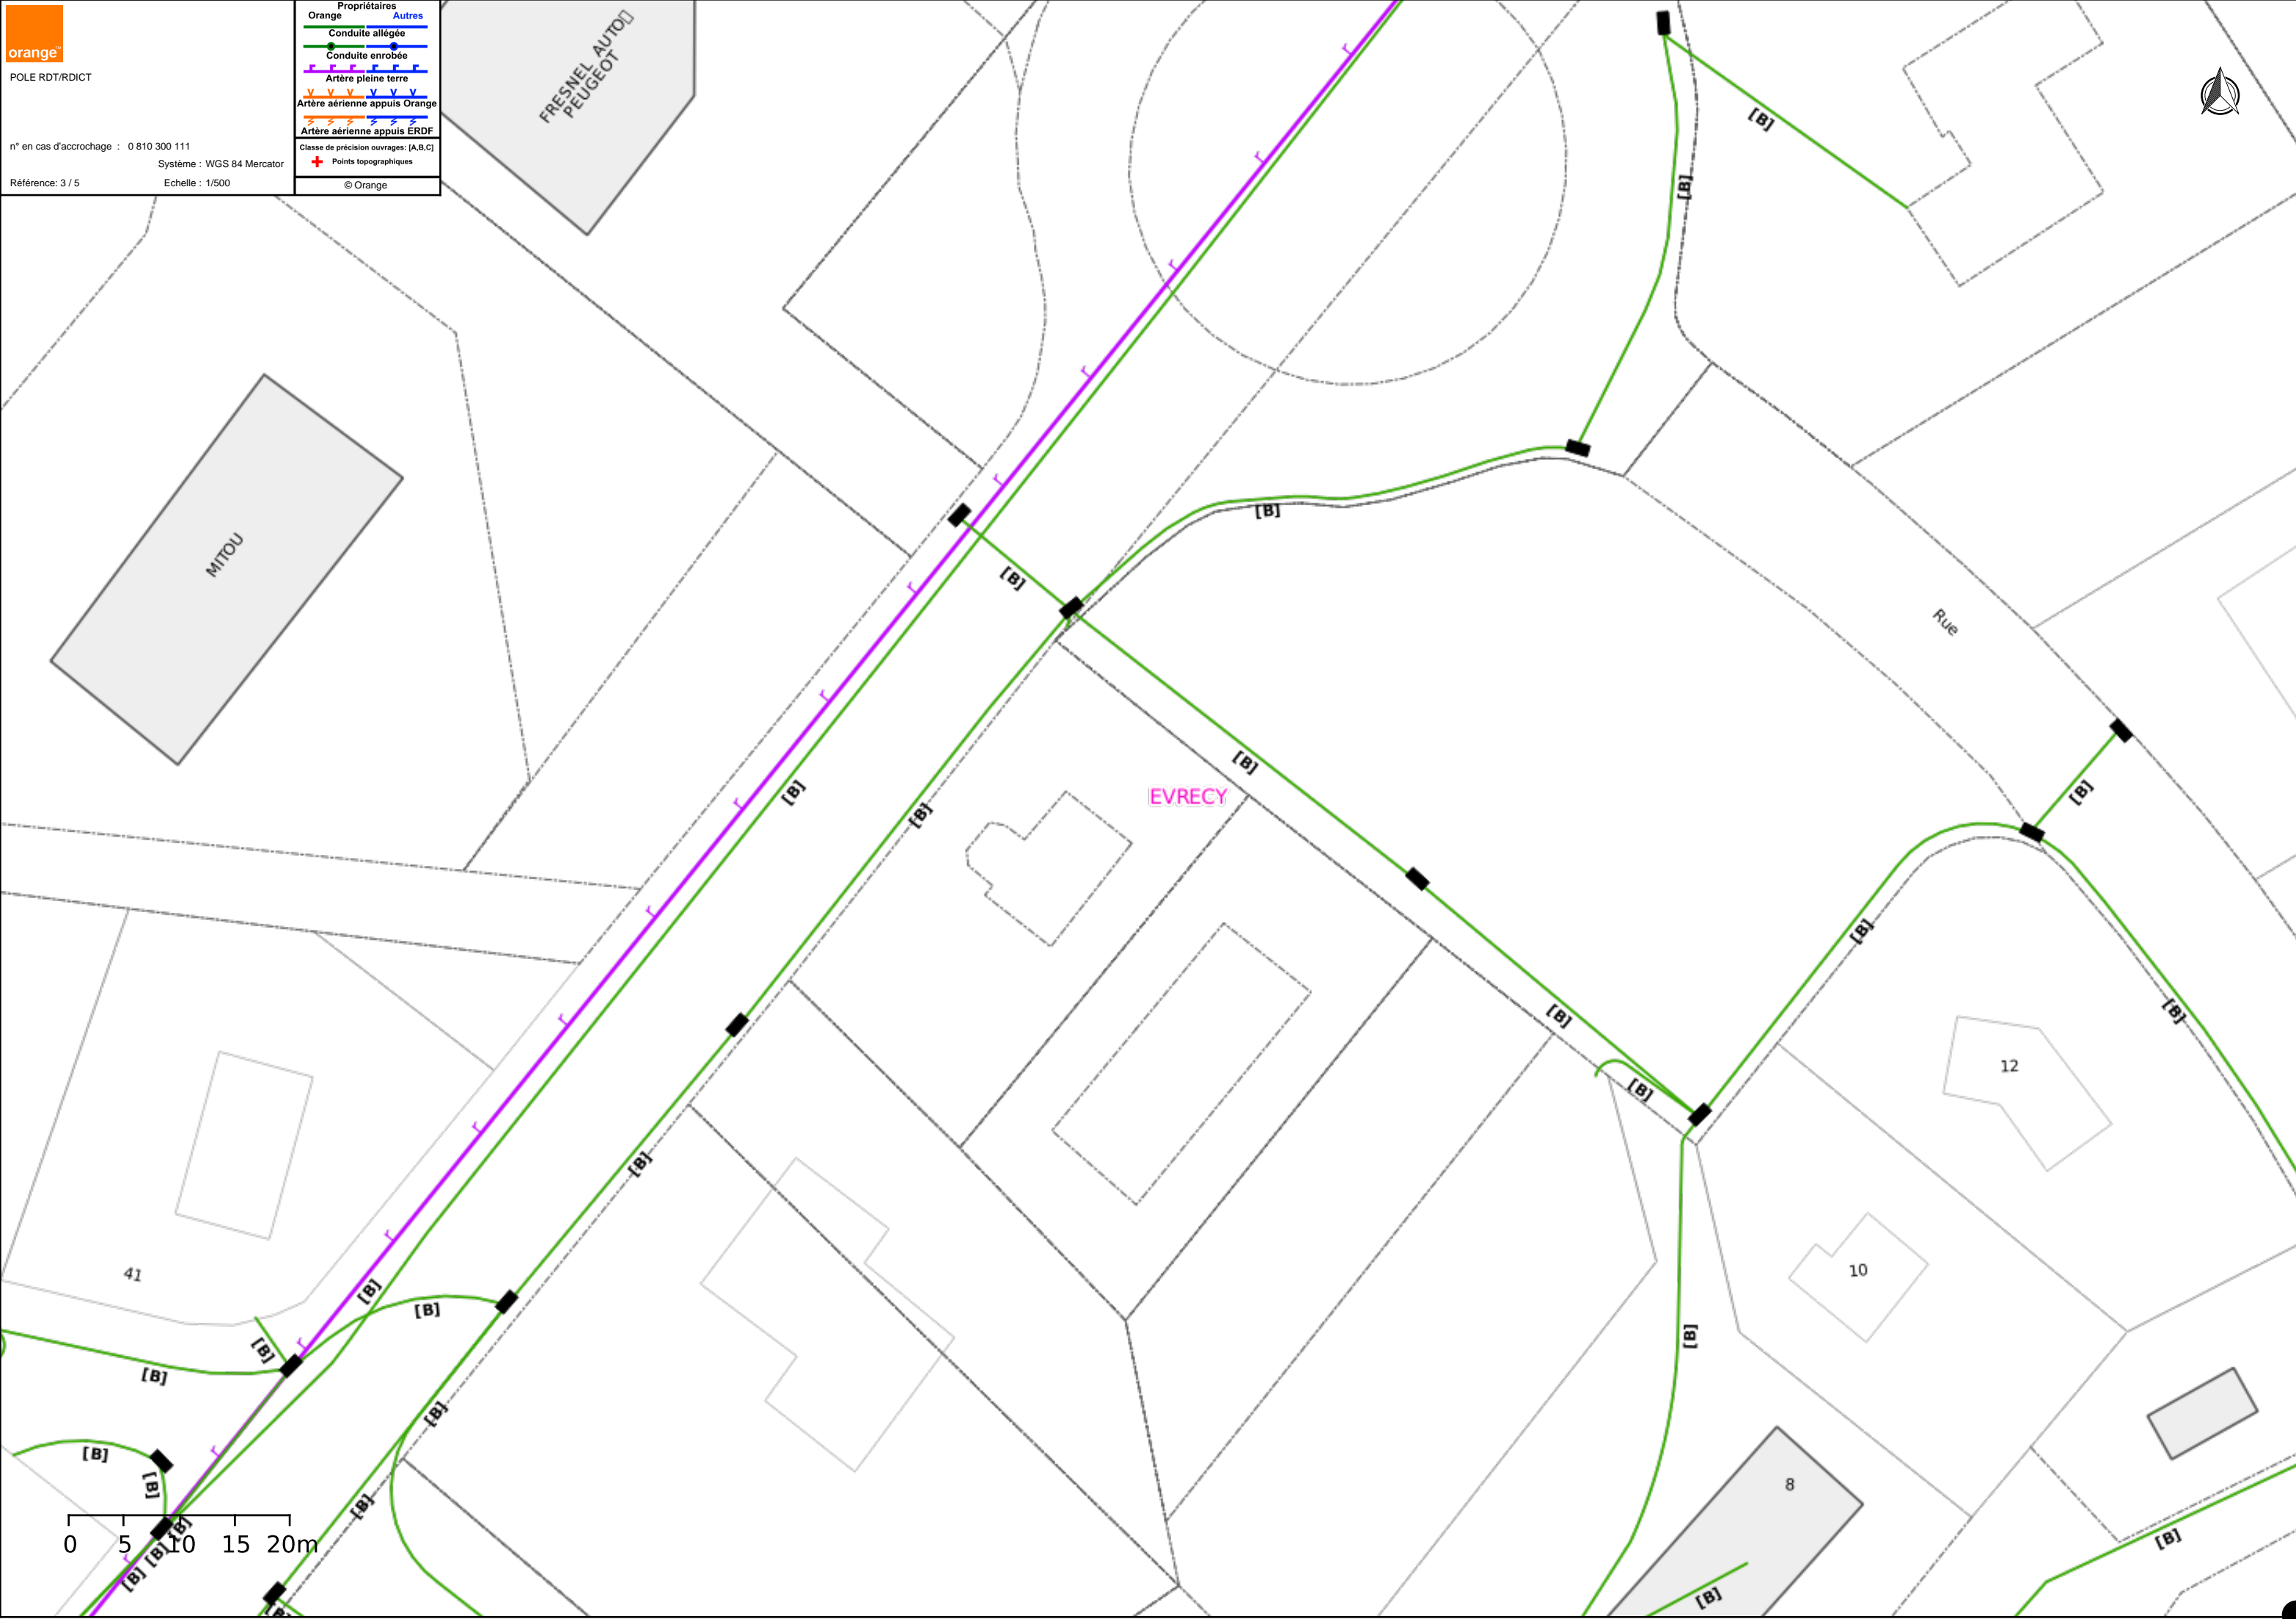 orange™
POLE RDT/RDICT
n° en cas d'accrochage : 0 810 300 111
Système : WGS 84 Mercator
Référence: 3 / 5
Echelle : 1/500
Propriétaires
Orange
Autres
Conduite allégée
Conduite enrobée
Artère pleine terre
Artère aérienne appuis Orange
Artère aérienne appuis ERDF
Classe de précision ouvrages: [A,B,C]
Points topographiques
© Orange
FRESNEL AUTO
PEUGEOT
[B]
[B]
MITOU
[B]
[B]
Rue
[B]
EVRECY
[B]
[B]
[B]
[B]
[B]
[B]
[B]
12
[B]
[B]
41
10
[B]
[B]
[B]
[B]
[B]
[B]
[B]
8
[B]
[B]
[B]
[B]
[B]
[B]
[B]
[B]
0 5 10 15 20m